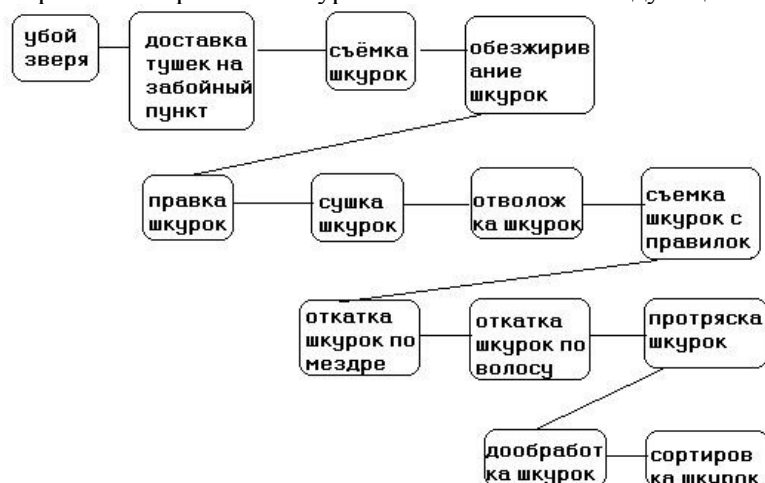 убой
зверя
доставка
тушек на
забойный
пункт
съёмка
шкурок
обезжирив
ание
шкурок
правка
шкурок
сушка
шкурок
отволож
ка шкурок
съемка
шкурок с
правилок
откатка
шкурок по
мездре
откатка
шкурок по
волосу
протряска
шкурок
дообработ
ка шкурок
сортиров
ка шкурок